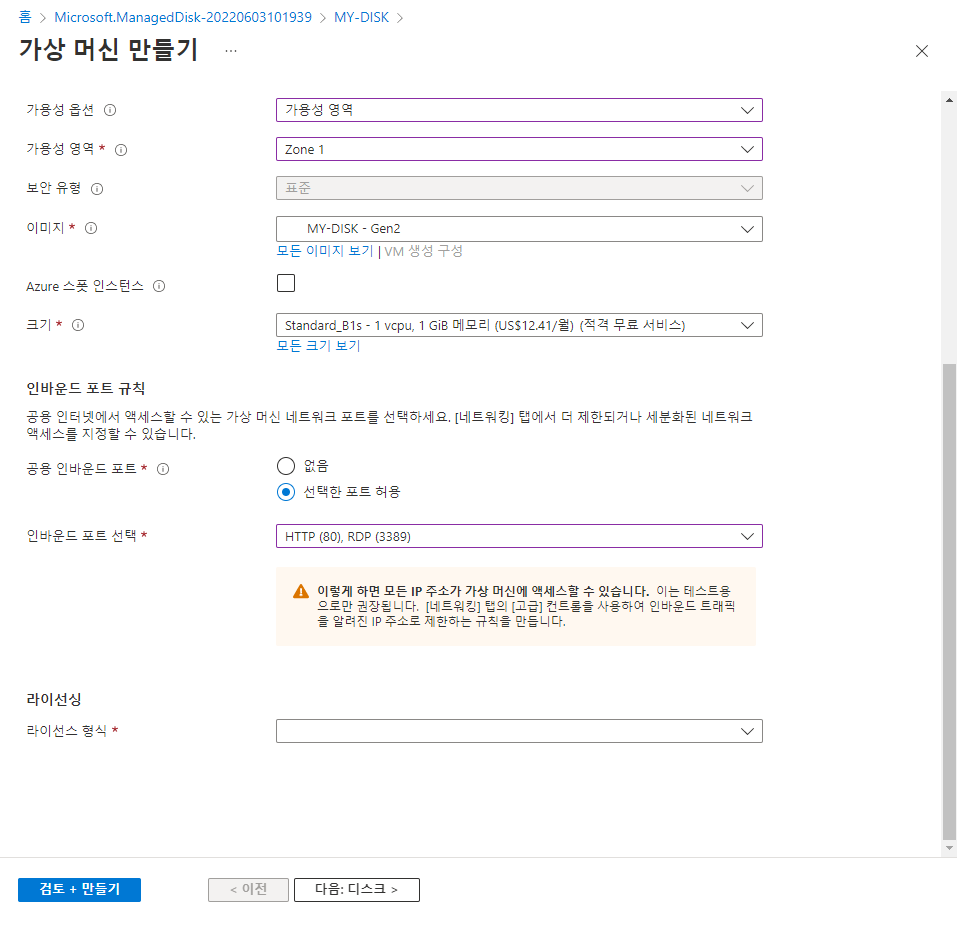 홈 > Microsoft.ManagedDisk-20220603101939 > MY-DISK >
가상 머신 만들기 ...
가용성 옵션
가용성 영역
가용성 영역 *
Zone 1
보안 유형
표준
이미지 *
MY-DISK - Gen2
모든 이미지 보기 | VM 생성 구성
Azure 스폿 인스턴스
크기 *
Standard_B1s - 1 vcpu, 1 GiB 메모리 (US$12.41/월) (적격 무료 서비스)
모든 크기 보기
인바운드 포트 규칙
공용 인터넷에서 액세스할 수 있는 가상 머신 네트워크 포트를 선택하세요. [네트워킹] 탭에서 더 제한되거나 세분화된 네트워크
액세스를 지정할 수 있습니다.
공용 인바운드 포트 *
없음
선택한 포트 허용
인바운드 포트 선택 *
HTTP (80), RDP (3389)
이렇게 하면 모든 IP 주소가 가상 머신에 액세스할 수 있습니다. 이는 테스트용
으로만 권장됩니다. [네트워킹] 탭의 [고급] 컨트롤을 사용하여 인바운드 트래픽
을 알려진 IP 주소로 제한하는 규칙을 만듭니다.
라이선싱
라이선스 형식 *
검토 + 만들기
< 이전
다음: 디스크 >